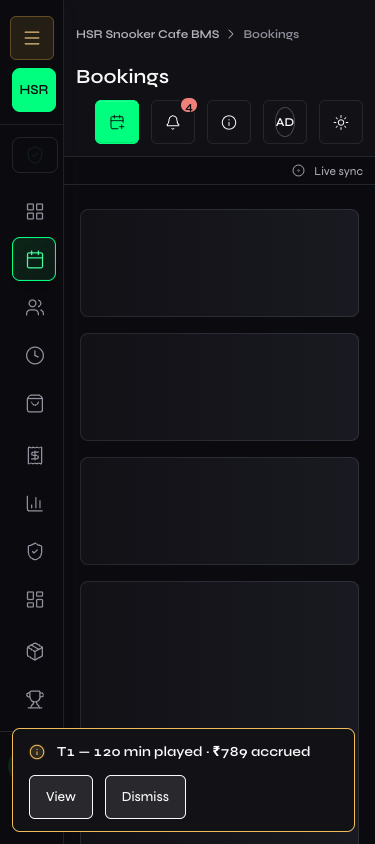 HSR Snooker Cafe BMS > Bookings
HSR
Bookings
4
AD
Live sync
T1 — 120 min played · ₹789 accrued
View
Dismiss